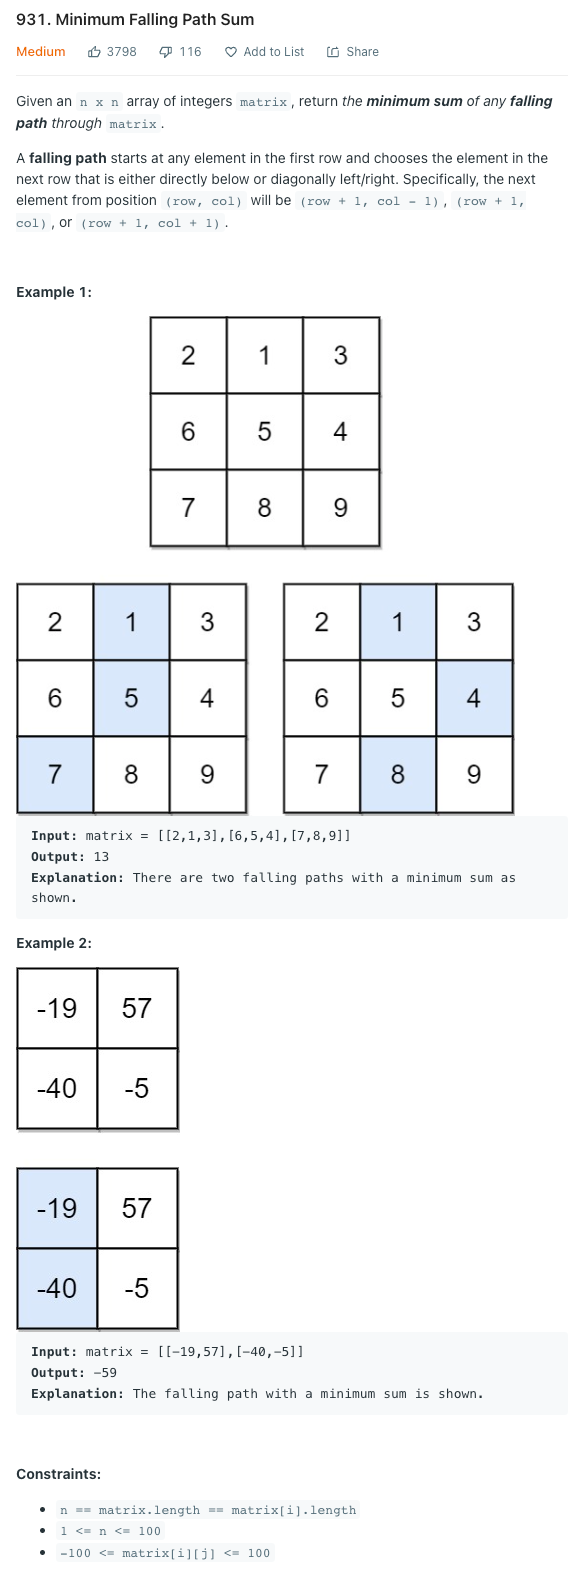 931. Minimum Falling Path Sum
Medium 3798 116 Add to List Share
Given an n x n array of integers matrix, return the minimum sum of any falling
path through matrix.
A falling path starts at any element in the first row and chooses the element in the
next row that is either directly below or diagonally left/right. Specifically, the next
element from position (row, col) will be (row + 1, col - 1), (row + 1,
col), or (row + 1, col + 1).
Example 1:
2 1 3
6 5 4
7 8 9
2 1 3 2 1 3
6 5 4 6 5 4
7 8 9 7 8 9
Input: matrix = [[2,1,3],[6,5,4],[7,8,9]]
Output: 13
Explanation: There are two falling paths with a minimum sum as
shown.
Example 2:
-19 57
-40 -5
-19 57
-40 -5
Input: matrix = [[-19,57],[-40,-5]]
Output: -59
Explanation: The falling path with a minimum sum is shown.
Constraints:
• n == matrix.length == matrix[i].length
• 1 <= n <= 100
• -100 <= matrix[i][j] <= 100